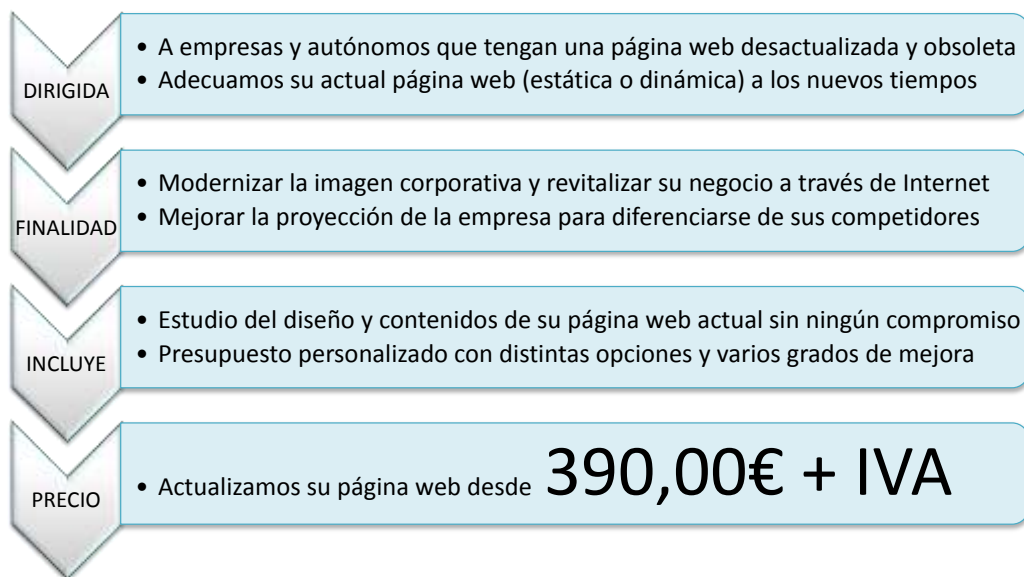 DIRIGIDA
• A empresas y autónomos que tengan una página web desactualizada y obsoleta
• Adecuamos su actual página web (estática o dinámica) a los nuevos tiempos
FINALIDAD
• Modernizar la imagen corporativa y revitalizar su negocio a través de Internet
• Mejorar la proyección de la empresa para diferenciarse de sus competidores
INCLUYE
• Estudio del diseño y contenidos de su página web actual sin ningún compromiso
• Presupuesto personalizado con distintas opciones y varios grados de mejora
PRECIO
• Actualizamos su página web desde 390,00€ + IVA